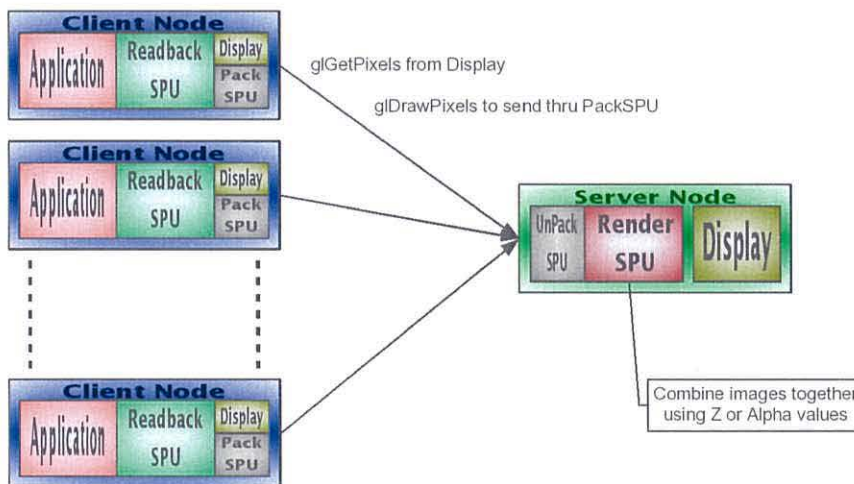 Client Node
Application
Readback
SPU
Display
Pack
SPU
glGetPixels from Display
glDrawPixels to send thru PackSPU
Client Node
Application
Readback
SPU
Display
Pack
SPU
Server Node
UnPack
SPU
Render
SPU
Display
Client Node
Application
Readback
SPU
Display
Pack
SPU
Combine images together
using Z or Alpha values